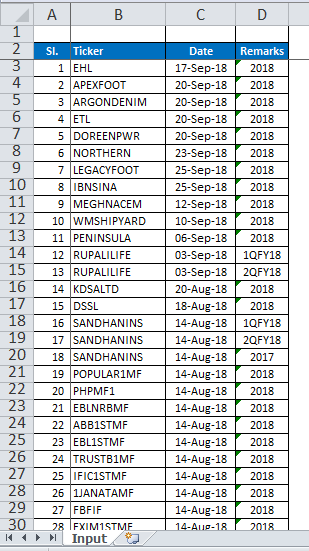 A B C D
1
2 Sl. Ticker Date Remarks
3 1 EHL 17-Sep-18 2018
4 2 APEXFOOT 20-Sep-18 2018
5 3 ARGONDENIM 20-Sep-18 2018
6 4 ETL 20-Sep-18 2018
7 5 DOREENPWR 20-Sep-18 2018
8 6 NORTHERN 23-Sep-18 2018
9 7 LEGACYFOOT 25-Sep-18 2018
10 8 IBNSINA 25-Sep-18 2018
11 9 MEGHNACEM 12-Sep-18 2018
12 10 WMSHIPYARD 10-Sep-18 2018
13 11 PENINSULA 06-Sep-18 2018
14 12 RUPALILIFE 03-Sep-18 1QFY18
15 13 RUPALILIFE 03-Sep-18 2QFY18
16 14 KDSALTD 20-Aug-18 2018
17 15 DSSL 18-Aug-18 2018
18 16 SANDHANINS 14-Aug-18 1QFY18
19 17 SANDHANINS 14-Aug-18 2QFY18
20 18 SANDHANINS 14-Aug-18 2017
21 19 POPULAR1MF 14-Aug-18 2018
22 20 PHPMF1 14-Aug-18 2018
23 21 EBLNRBMF 14-Aug-18 2018
24 22 ABB1STMF 14-Aug-18 2018
25 23 EBL1STMF 14-Aug-18 2018
26 24 TRUSTB1MF 14-Aug-18 2018
27 25 IFIC1STMF 14-Aug-18 2018
28 26 1JANATAMF 14-Aug-18 2018
29 27 FBFIF 14-Aug-18 2018
30 28 EXIM1STMF 14-Aug-18 2018
Input